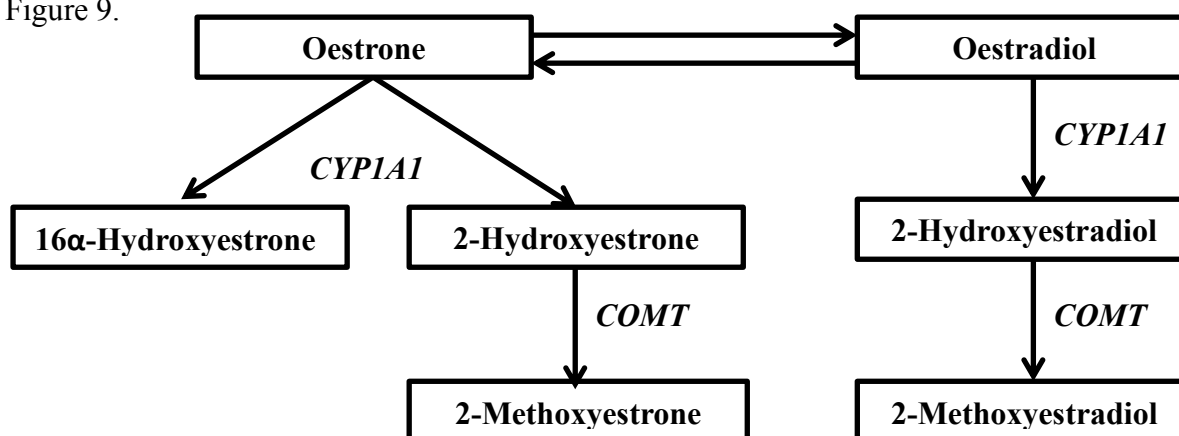 Figure 9.
Oestrone
Oestradiol
CYP1A1
CYP1A1
16α-Hydroxyestrone
2-Hydroxyestrone
2-Hydroxyestradiol
COMT
COMT
2-Methoxyestrone
2-Methoxyestradiol